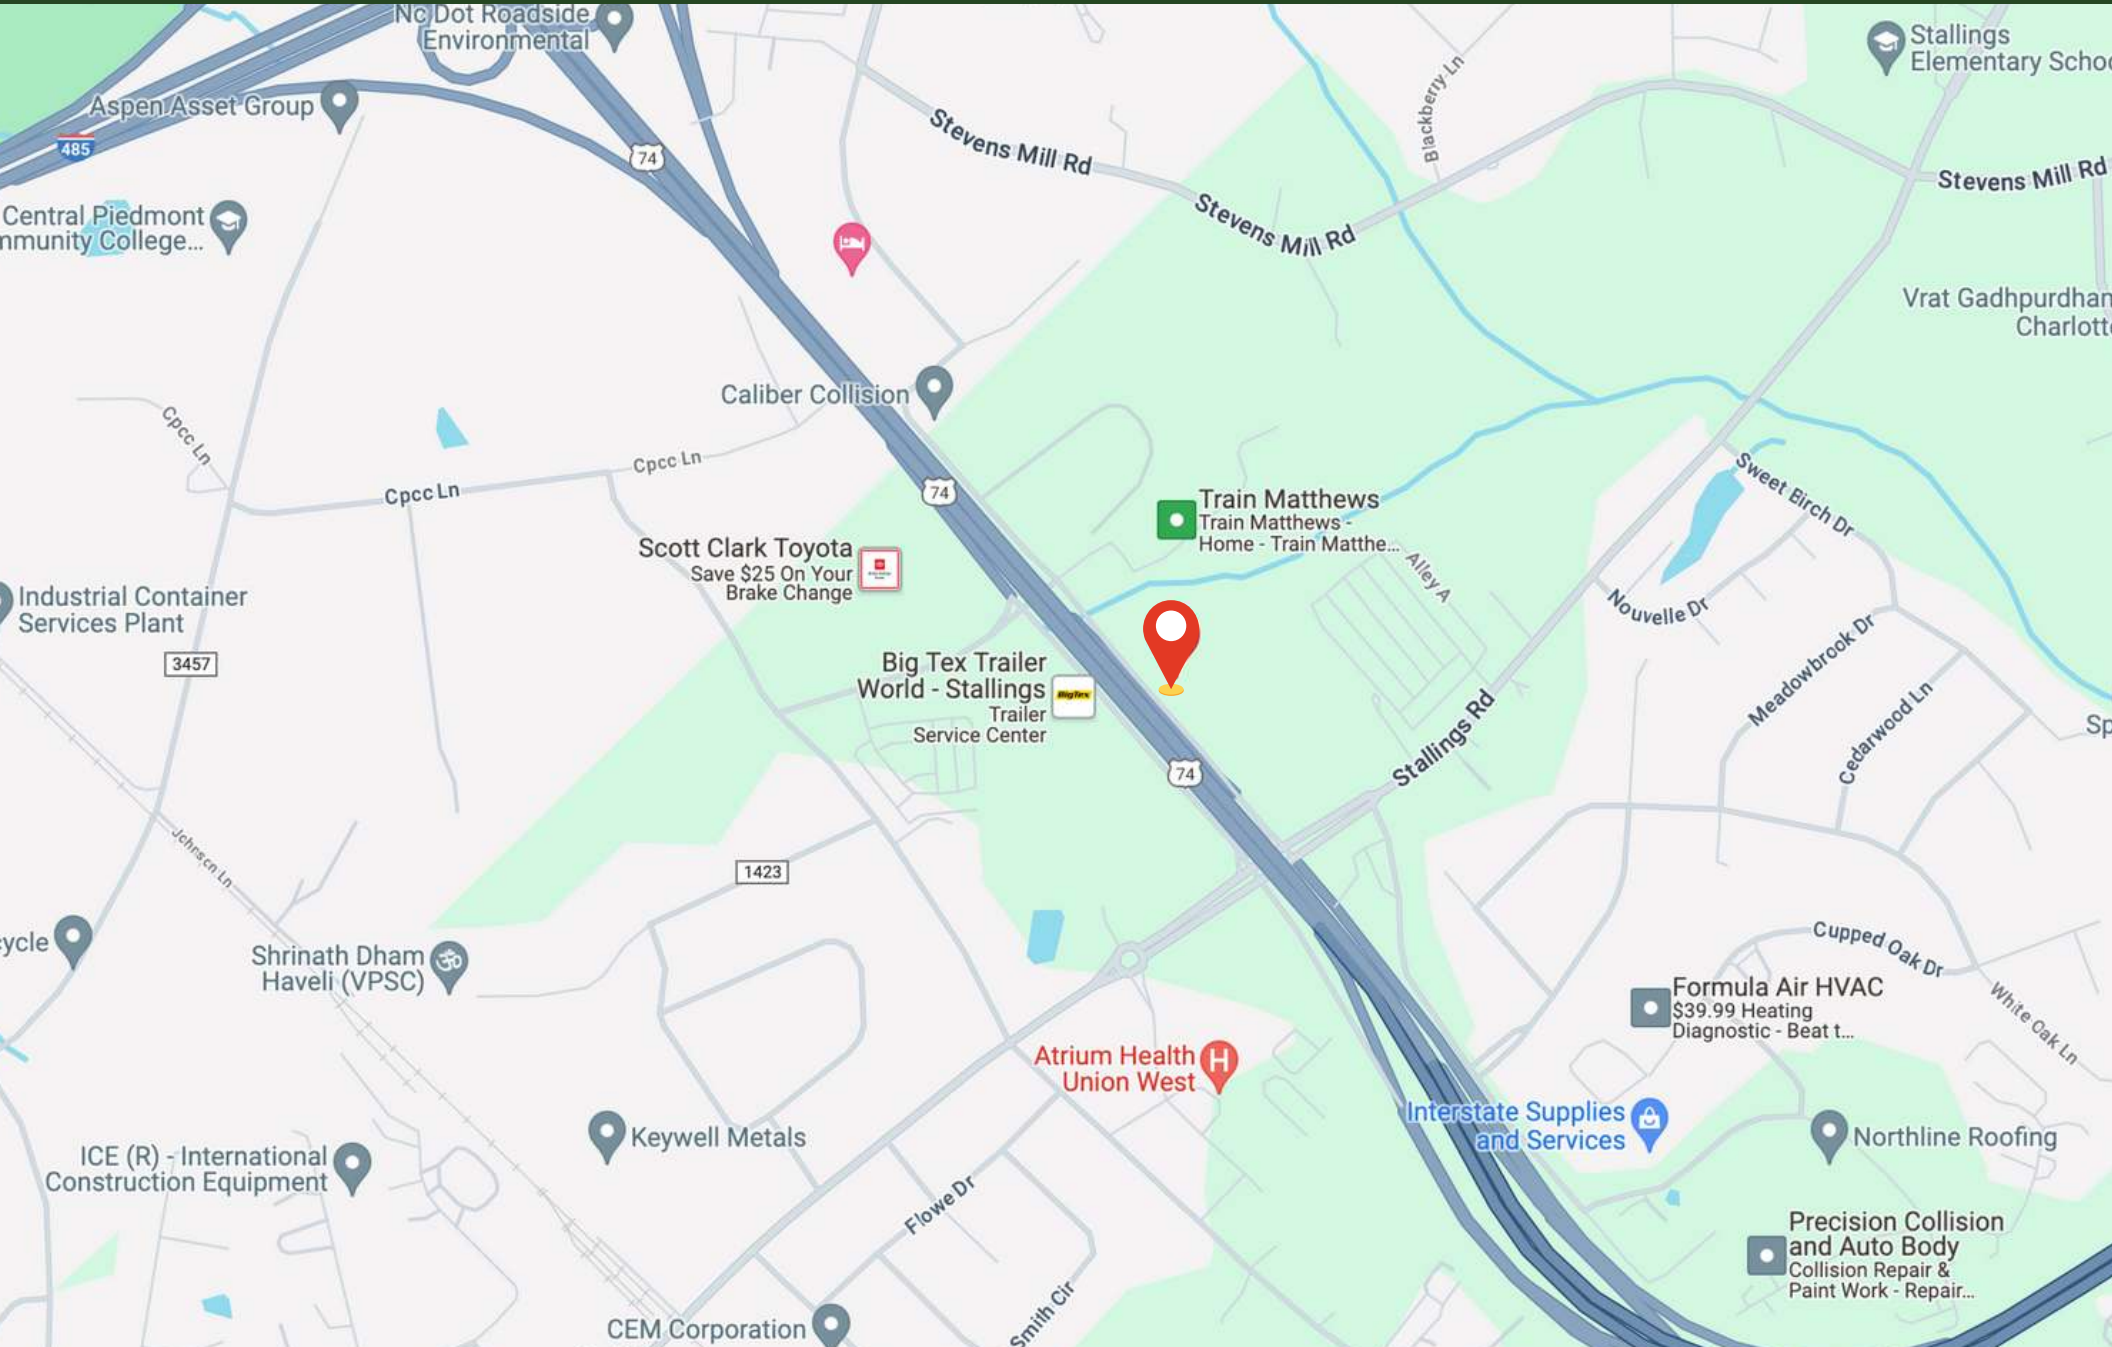 Nc Dot Roadside
Environmental
Stallings
Elementary Schoo
Aspen Asset Group
485
74
Stevens Mill Rd
Blackberry Ln
Stevens Mill Rd
Stevens Mill Rd
Central Piedmont
mmunity College...
Vrat Gadhpurdhan
Charlotte
Caliber Collision
Cpcc Ln
Cpcc Ln
Cpcc Ln
74
Sweet Birch Dr
Train Matthews
Train Matthews -
Home - Train Matthe...
Scott Clark Toyota
Save $25 On Your
Brake Change
Alley A
Nouvelle Dr
Industrial Container
Services Plant
3457
Big Tex Trailer
World - Stallings
Trailer
Service Center
BigTex
Meadowbrook Dr
Cedarwood Ln
Stallings Rd
Sp
74
Johnson Ln
1423
ycle
Shrinath Dham
Haveli (VPSC)
Cupped Oak Dr
Formula Air HVAC
$39.99 Heating
Diagnostic - Beat t...
White Oak Ln
Atrium Health
Union West
H
Interstate Supplies
and Services
Keywell Metals
Northline Roofing
ICE (R) - International
Construction Equipment
Flowe Dr
Precision Collision
and Auto Body
Collision Repair &
Paint Work - Repair...
Smith Cir
CEM Corporation